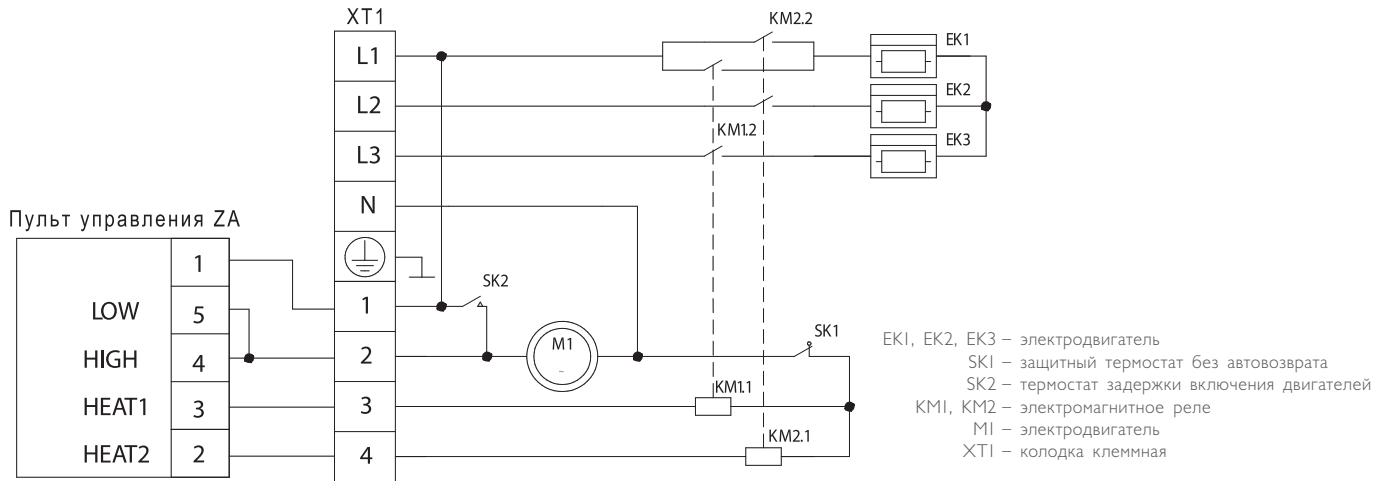 XT1
L1
L2
L3
N
1
2
3
4
KM2.2
KM1.2
EK1
EK2
EK3
Пульт управления ZA
1
LOW 5
HIGH 4
HEAT1 3
HEAT2 2
SK2
M1
~
SK1
KM1.1
KM2.1
EK1, EK2, EK3 – электродвигатель
SK1 – защитный термостат без автовозврата
SK2 – термостат задержки включения двигателей
KM1, KM2 – электромагнитное реле
M1 – электродвигатель
XT1 – колодка клеммная